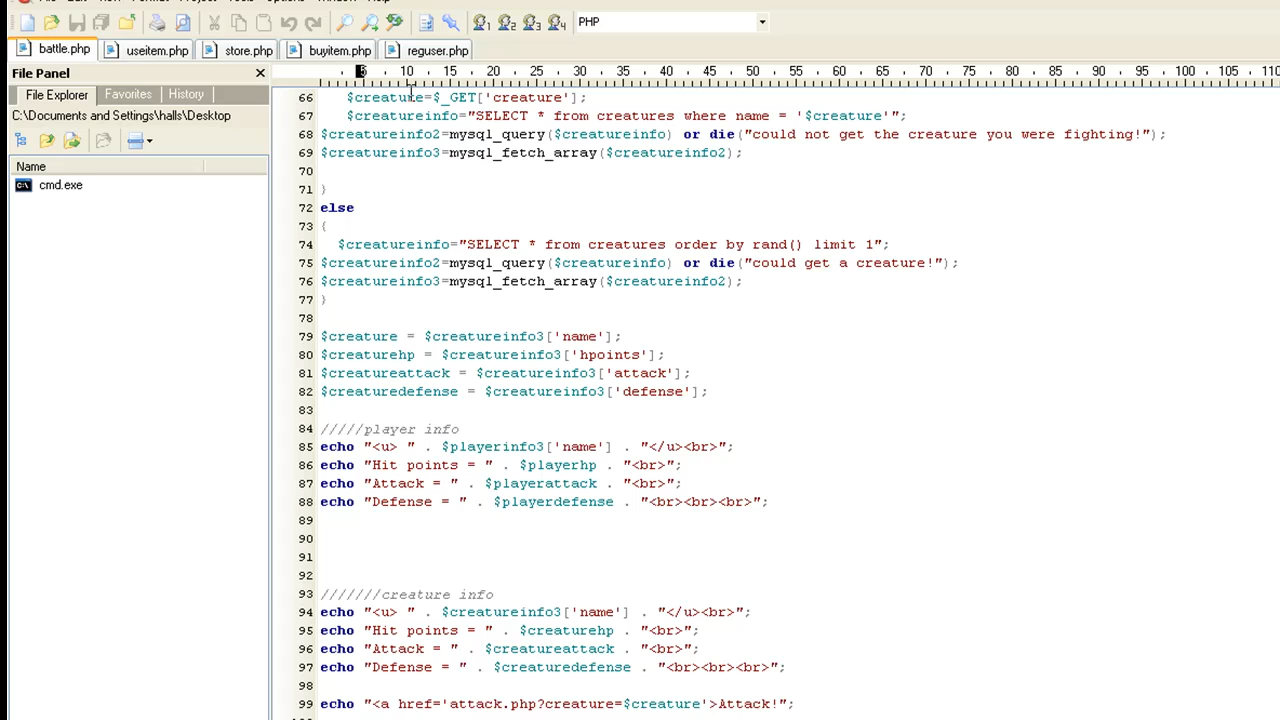 PHP
battle.php useitem.php store.php buyitem.php reguser.php
File Panel
File Explorer Favorites History
C:\Documents and Settings\halls\Desktop
Name
cmd.exe
5 10 15 20 25 30 35 40 45 50 55 60 65 70 75 80 85 90 95 100 105 110
66 $creature=$_GET['creature'];
67 $creatureinfo="SELECT * from creatures where name = '$creature'";
68 $creatureinfo2=mysql_query($creatureinfo) or die("could not get the creature you were fighting!");
69 $creatureinfo3=mysql_fetch_array($creatureinfo2);
70
71 }
72 else
73 {
74 $creatureinfo="SELECT * from creatures order by rand() limit 1";
75 $creatureinfo2=mysql_query($creatureinfo) or die("could get a creature!");
76 $creatureinfo3=mysql_fetch_array($creatureinfo2);
77 }
78
79 $creature = $creatureinfo3['name'];
80 $creaturehp = $creatureinfo3['hpoints'];
81 $creatureattack = $creatureinfo3['attack'];
82 $creaturedefense = $creatureinfo3['defense'];
83
84 /////player info
85 echo "<u> " . $playerinfo3['name'] . "</u><br>";
86 echo "Hit points = " . $playerhp . "<br>";
87 echo "Attack = " . $playerattack . "<br>";
88 echo "Defense = " . $playerdefense . "<br><br><br>";
89
90
91
92
93 ///////creature info
94 echo "<u> " . $creatureinfo3['name'] . "</u><br>";
95 echo "Hit points = " . $creaturehp . "<br>";
96 echo "Attack = " . $creatureattack . "<br>";
97 echo "Defense = " . $creaturedefense . "<br><br><br>";
98
99 echo "<a href='attack.php?creature=$creature'>Attack!";